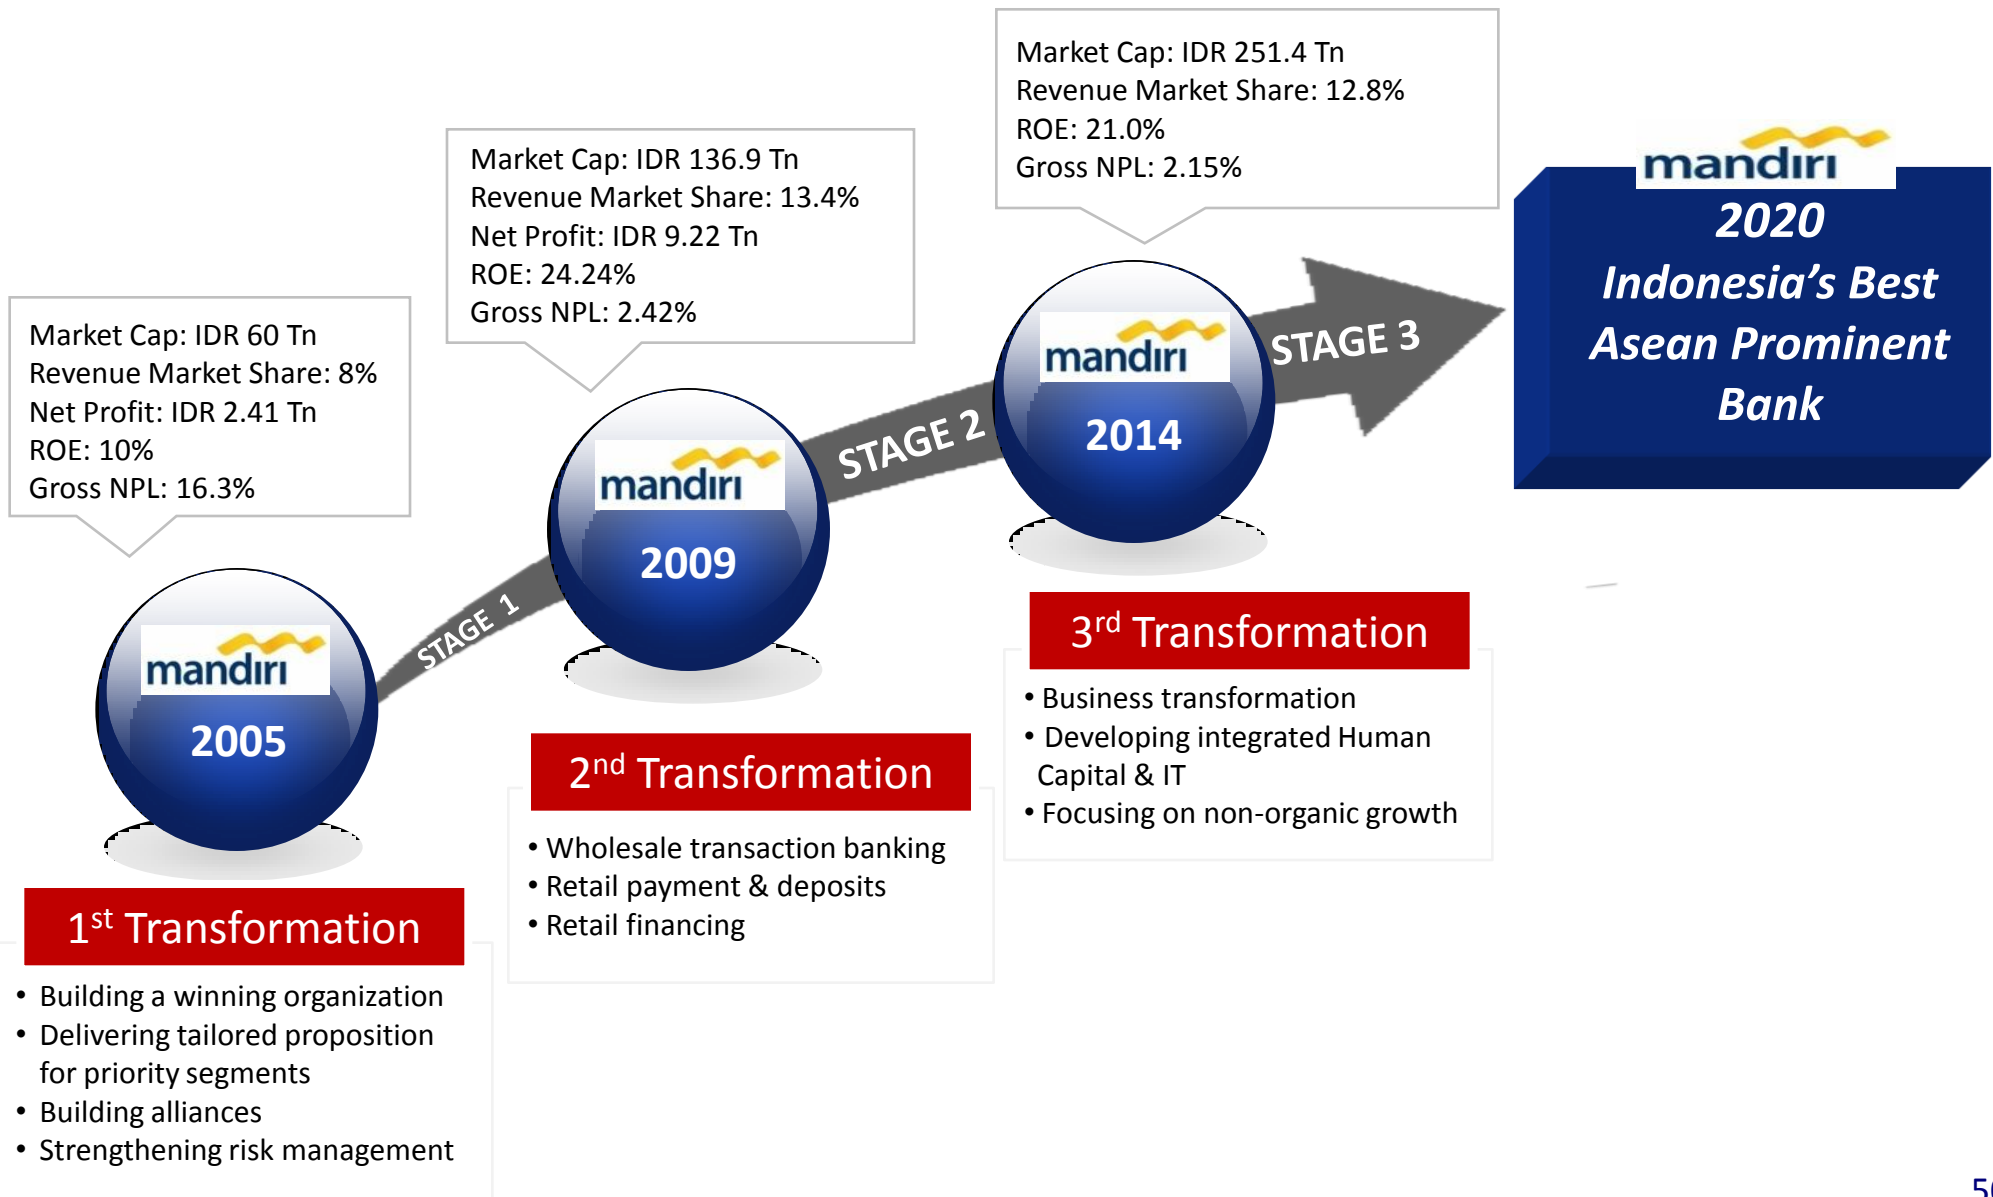 Market Cap: IDR 60 Tn
Revenue Market Share: 8%
Net Profit: IDR 2.41 Tn
ROE: 10%
Gross NPL: 16.3%
mandırı
2005
1st Transformation
• Building a winning organization
• Delivering tailored proposition
for priority segments
• Building alliances
• Strengthening risk management
STAGE 1
Market Cap: IDR 136.9 Tn
Revenue Market Share: 13.4%
Net Profit: IDR 9.22 Tn
ROE: 24.24%
Gross NPL: 2.42%
mandırı
2009
2nd Transformation
• Wholesale transaction banking
• Retail payment & deposits
• Retail financing
STAGE 2
Market Cap: IDR 251.4 Tn
Revenue Market Share: 12.8%
ROE: 21.0%
Gross NPL: 2.15%
mandırı
2014
3rd Transformation
• Business transformation
• Developing integrated Human
Capital & IT
• Focusing on non-organic growth
STAGE 3
mandırı
2020
Indonesia’s Best
Asean Prominent
Bank